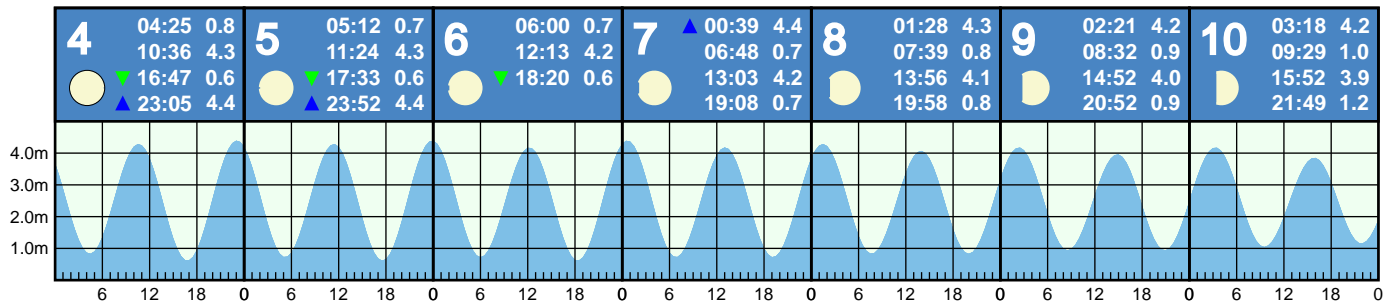 4
04:25 0.8
10:36 4.3
▼ 16:47 0.6
▲ 23:05 4.4
5
05:12 0.7
11:24 4.3
▼ 17:33 0.6
▲ 23:52 4.4
6
06:00 0.7
12:13 4.2
▼ 18:20 0.6
7
▲ 00:39 4.4
06:48 0.7
13:03 4.2
19:08 0.7
8
01:28 4.3
07:39 0.8
13:56 4.1
19:58 0.8
9
02:21 4.2
08:32 0.9
14:52 4.0
20:52 0.9
10
03:18 4.2
09:29 1.0
15:52 3.9
21:49 1.2
4.0m
3.0m
2.0m
1.0m
6 12 18 0 6 12 18 0 6 12 18 0 6 12 18 0 6 12 18 0 6 12 18 0 6 12 18 0